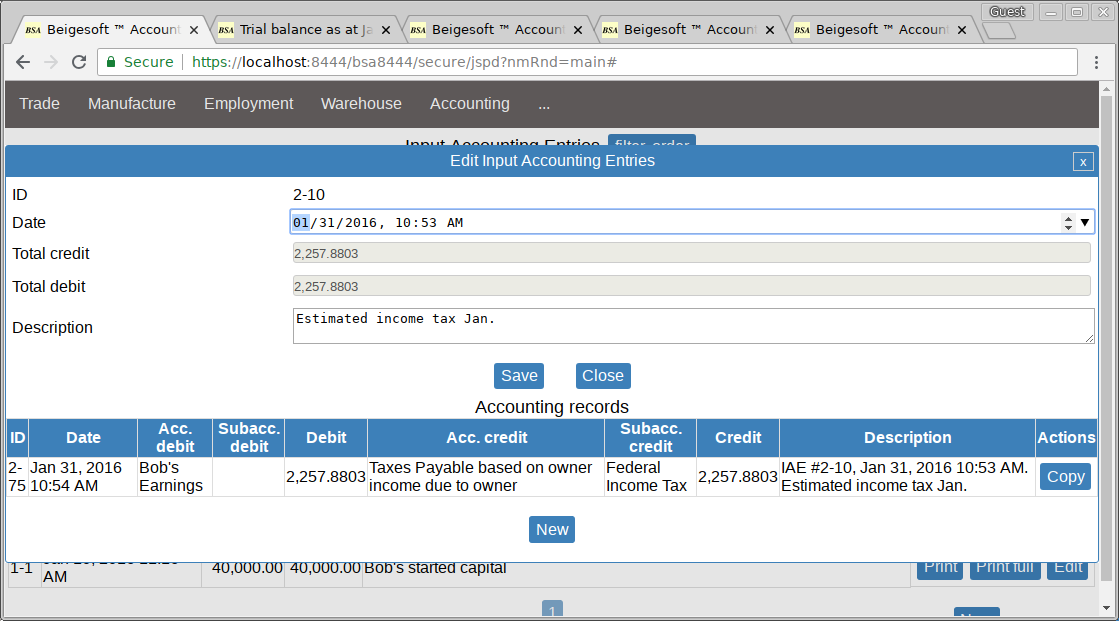 Guest
BSA Beigesoft ™ Account
BSA Trial balance as at Ja
BSA Beigesoft ™ Account
BSA Beigesoft ™ Account
BSA Beigesoft ™ Account
Secure https://localhost:8444/bsa8444/secure/jspd?nmRnd=main#
Trade Manufacture Employment Warehouse Accounting ...
Input Accounting Entries filter, order
Edit Input Accounting Entries x
ID 2-10
Date 01/31/2016, 10:53 AM
Total credit 2,257.8803
Total debit 2,257.8803
Description Estimated income tax Jan.
Save Close
Accounting records
ID Date Acc. debit Subacc. debit Debit Acc. credit Subacc. credit Credit Description Actions
2-75 Jan 31, 2016 10:54 AM Bob's Earnings 2,257.8803 Taxes Payable based on owner income due to owner Federal Income Tax 2,257.8803 IAE #2-10, Jan 31, 2016 10:53 AM. Estimated income tax Jan. Copy
New
1-1 AM 40,000.00 40,000.00 Bob's started capital Print Print full Edit
1